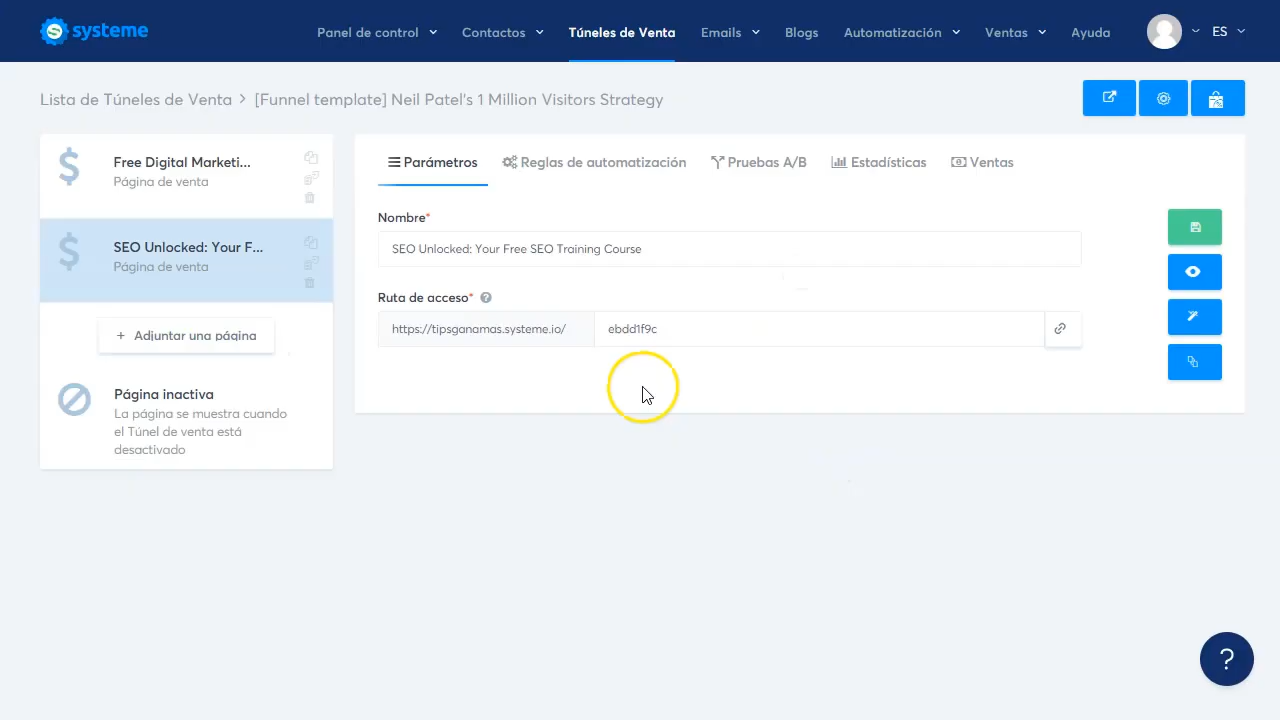 systeme
Panel de control
Contactos
Túneles de Venta
Emails
Blogs
Automatización
Ventas
Ayuda
ES
Lista de Túneles de Venta > [Funnel template] Neil Patel's 1 Million Visitors Strategy
Free Digital Marketi...
Página de venta
SEO Unlocked: Your F...
Página de venta
+ Adjuntar una página
Página inactiva
La página se muestra cuando
el Túnel de venta está
desactivado
Parámetros
Reglas de automatización
Pruebas A/B
Estadísticas
Ventas
Nombre*
SEO Unlocked: Your Free SEO Training Course
Ruta de acceso* ?
https://tipsganamas.systeme.io/
ebdd1f9c
?